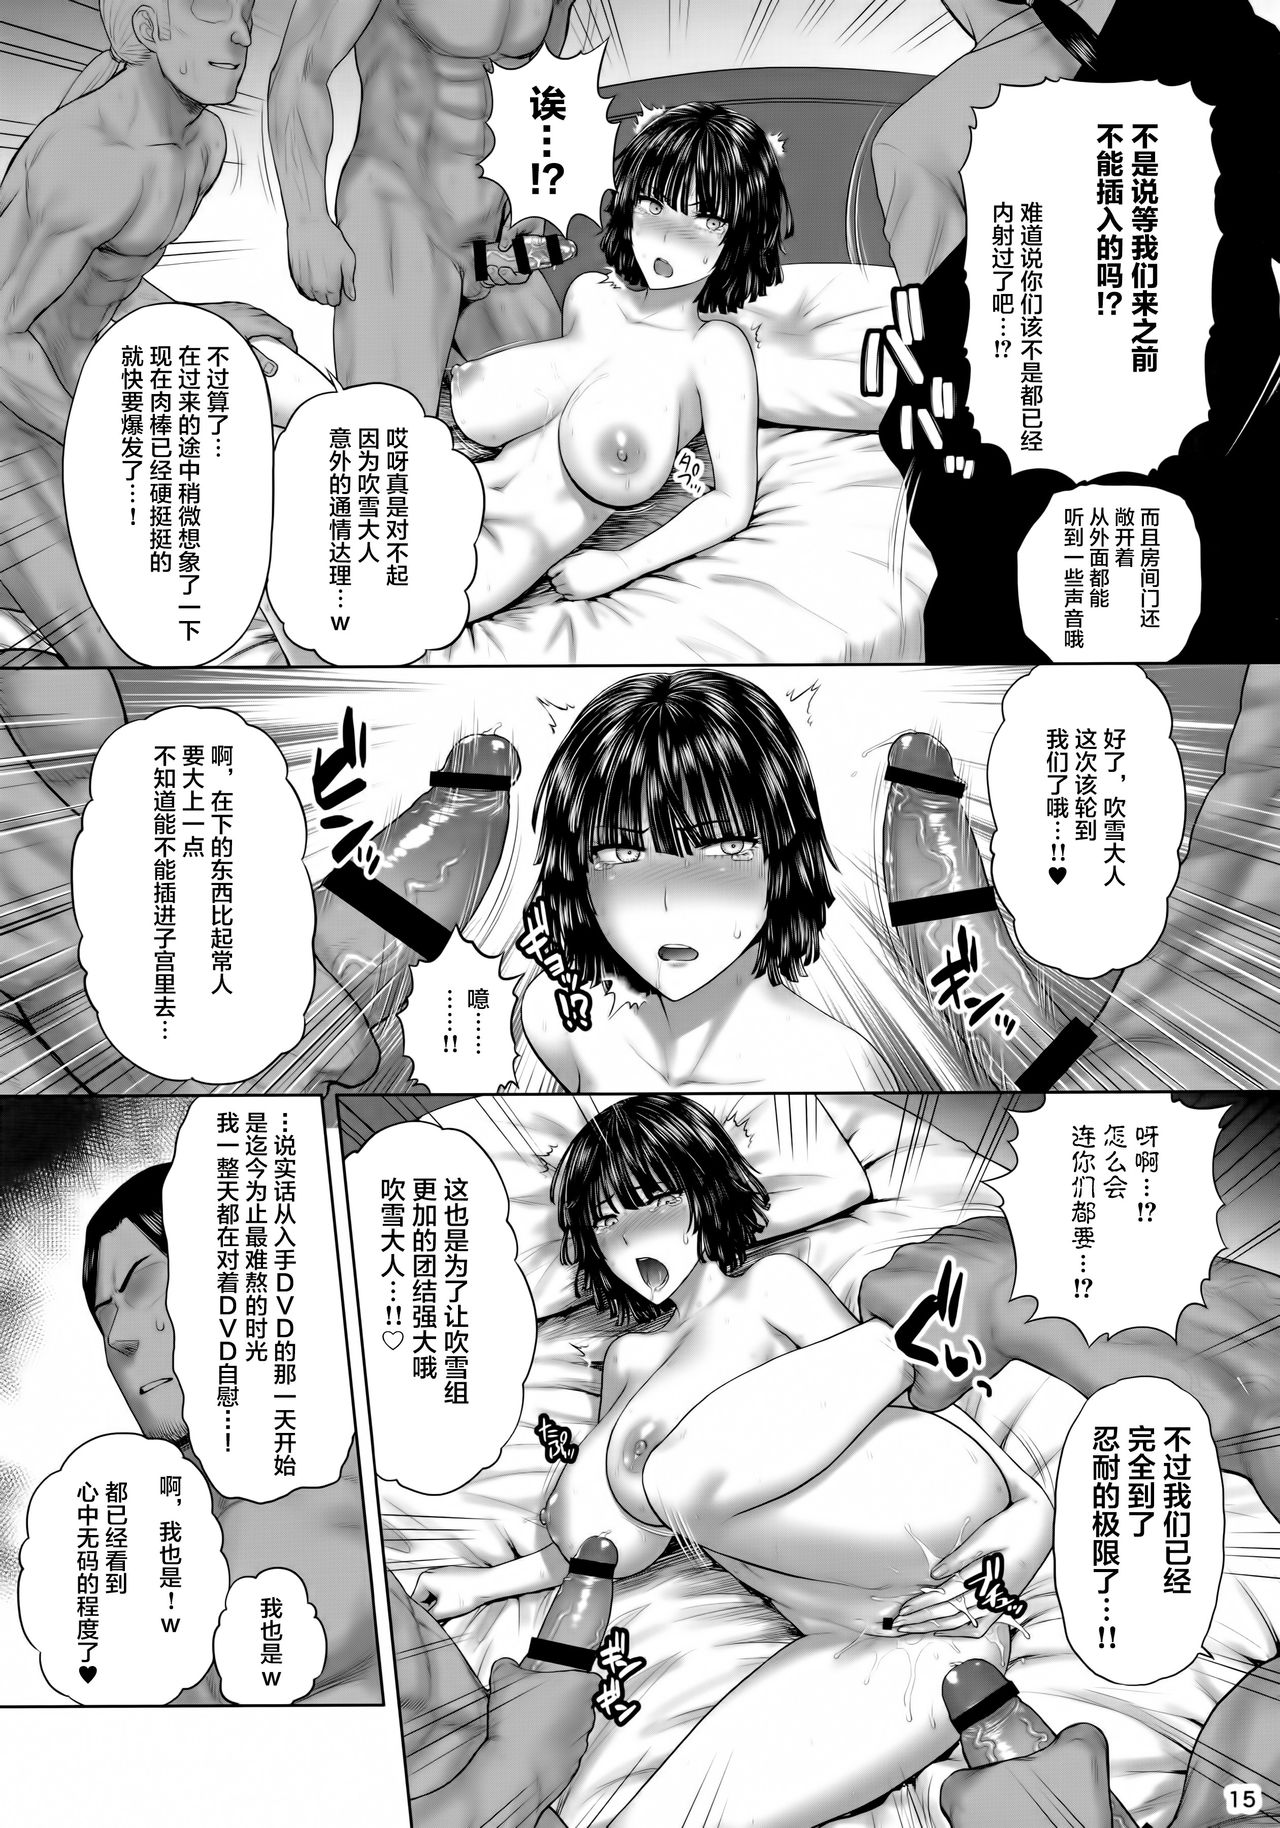 不是说等我们来之前
不能插入的吗!?
难道说你们该不是都已经
内射过了吧…!?
而且房间门还
敞开着
从外面都能
听到一些声音哦
诶…!?
哎呀真是对不起
因为吹雪大人
意外的通情达理…w
不过算了…
在过来的途中稍微想象了一下
现在肉棒已经硬挺挺的
就快要爆发了…!
好了，吹雪大人
这次该轮到
我们了哦…!!♥
噫……
……!!
啊，在下的东西比起常人
要大上一点
不知道能不能插进子宫里去…
呀啊…!?
怎么会
连你们都要…!?
不过我们已经
完全到了
忍耐的极限了…!!
这也是为了让吹雪组
更加的团结强大哦
吹雪大人…!!♡
…说实话从入手DVD的那一天开始
是迄今为止最难熬的时光
我一整天都在对着DVD自慰…!
我也是w
啊，我也是!w
都已经看到
心中无码的程度了♥
15